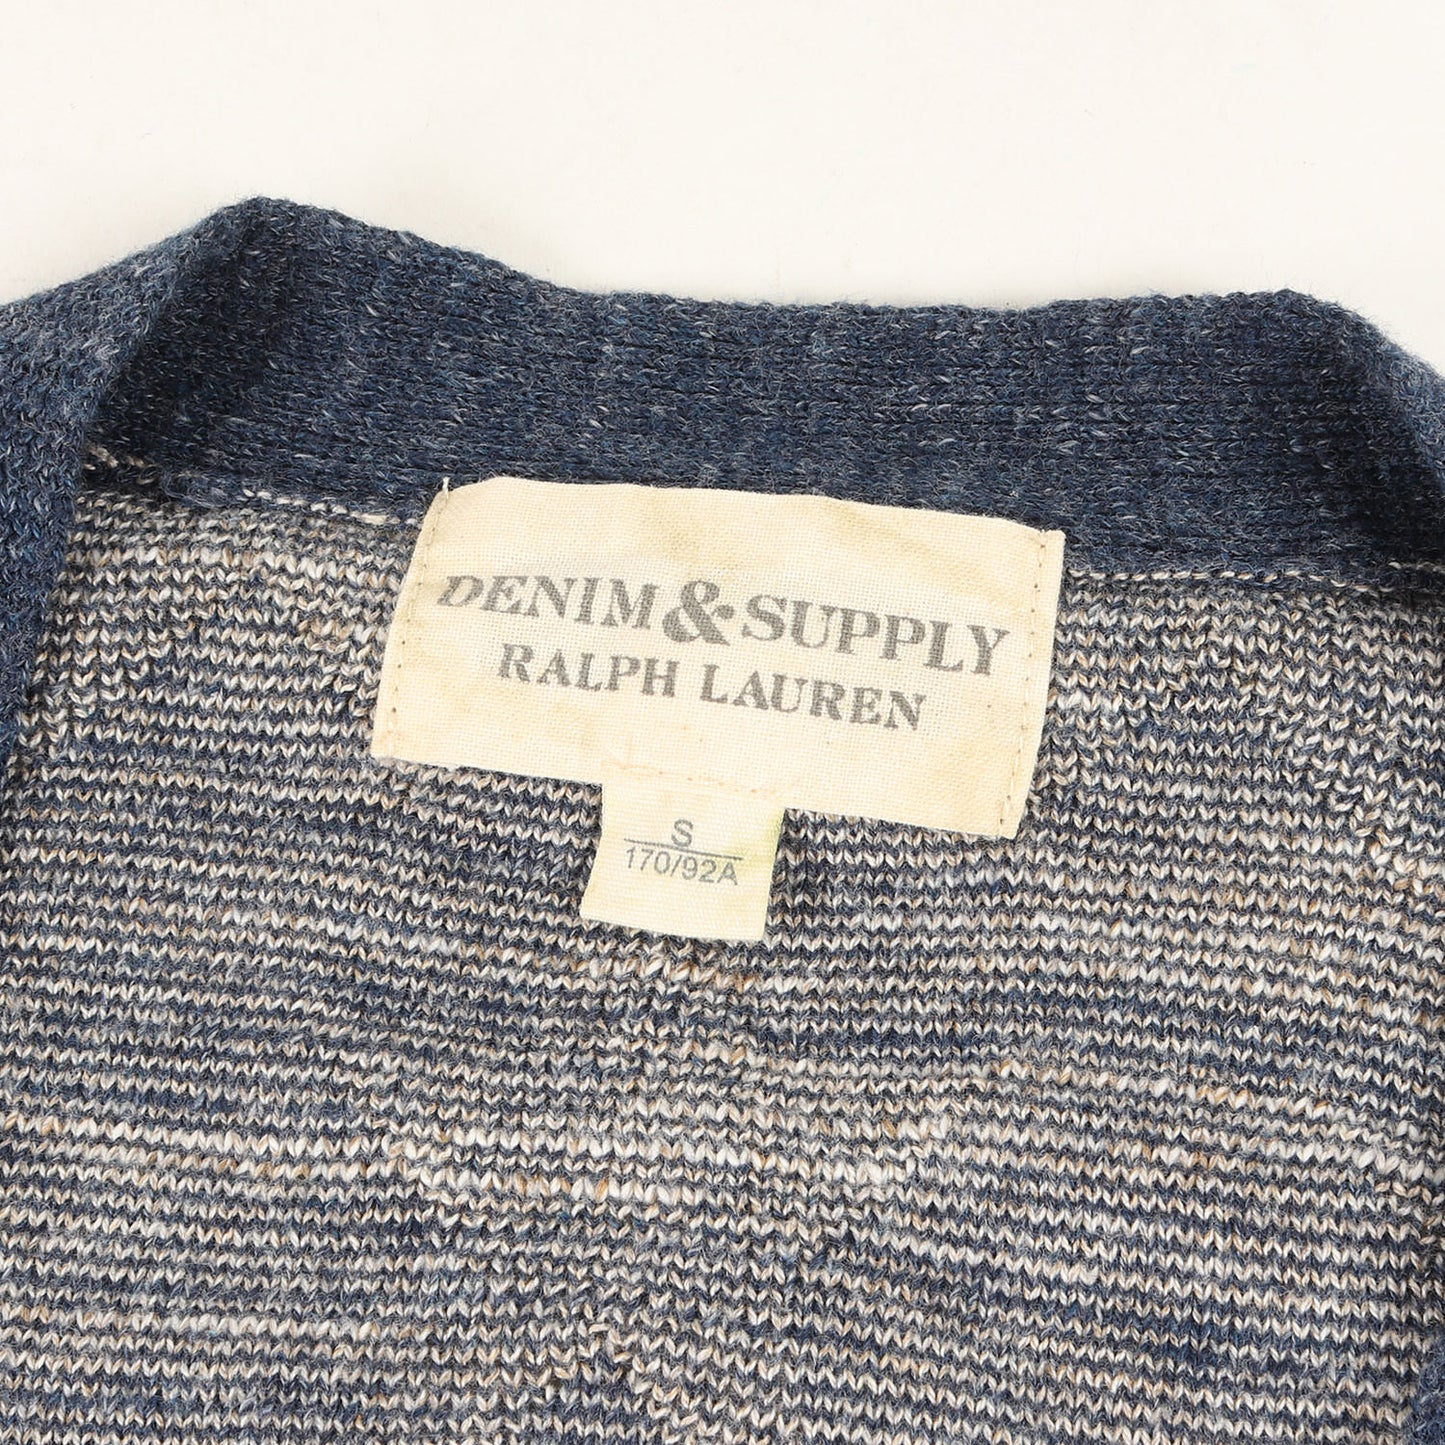 DENIM & SUPPLY
RALPH LAUREN
S
170/92A